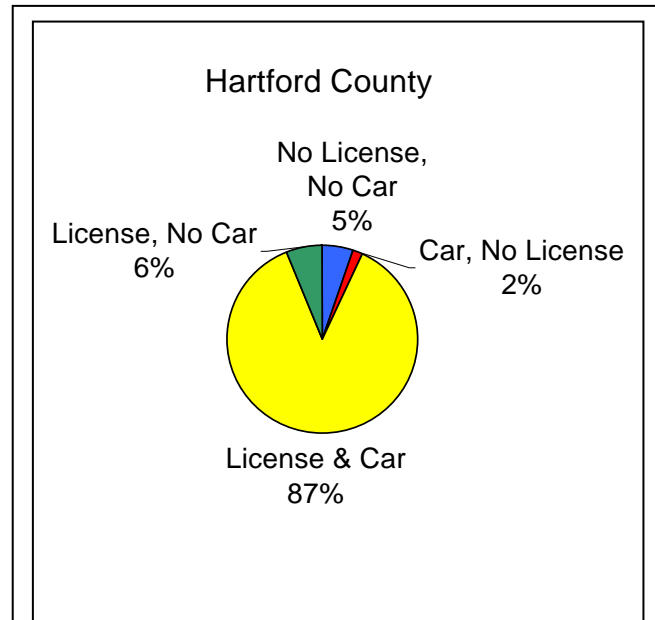 Hartford County
No License,
No Car
5%
License, No Car
6%
Car, No License
2%
License & Car
87%